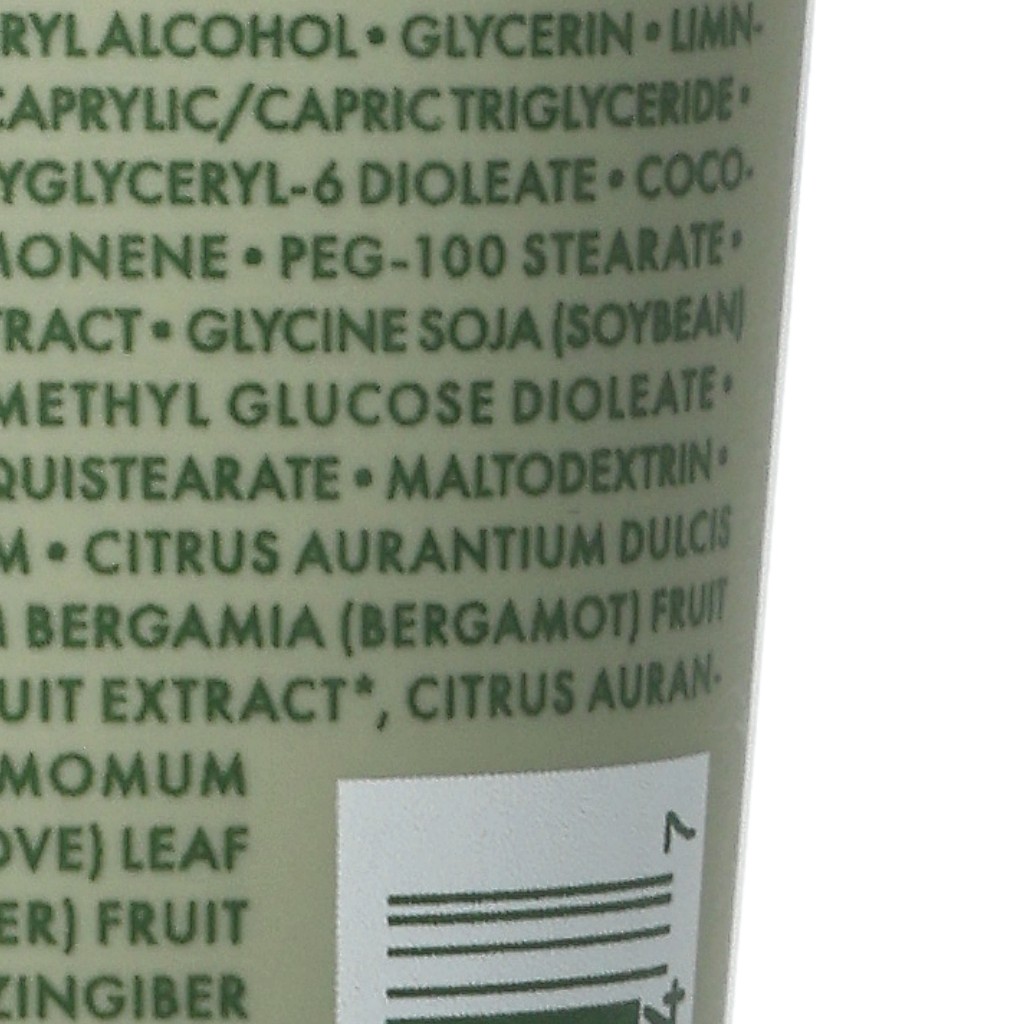 RYL ALCOHOL • GLYCERIN • LIMN-
CAPRYLIC/CAPRIC TRIGLYCERIDE •
YGLYCERYL-6 DIOLEATE • COCO-
MONENE • PEG-100 STEARATE •
TRACT • GLYCINE SOJA (SOYBEAN)
METHYL GLUCOSE DIOLEATE •
QUISTEARATE • MALTODEXTRIN •
M • CITRUS AURANTIUM DULCIS
BERGAMIA (BERGAMOT) FRUIT
UIT EXTRACT*, CITRUS AURAN-
MOMUM
OVE) LEAF
ER) FRUIT
ZINGIBER
7
4